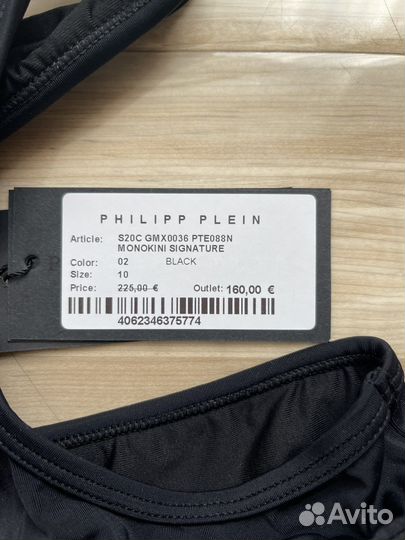 PHILIPP PLEIN
Article: S20C GMX0036 PTE088N
MONOKINI SIGNATURE
Color: 02 BLACK
Size: 10
Price: 225,00 € Outlet: 160,00 €
4062346375774
Avito